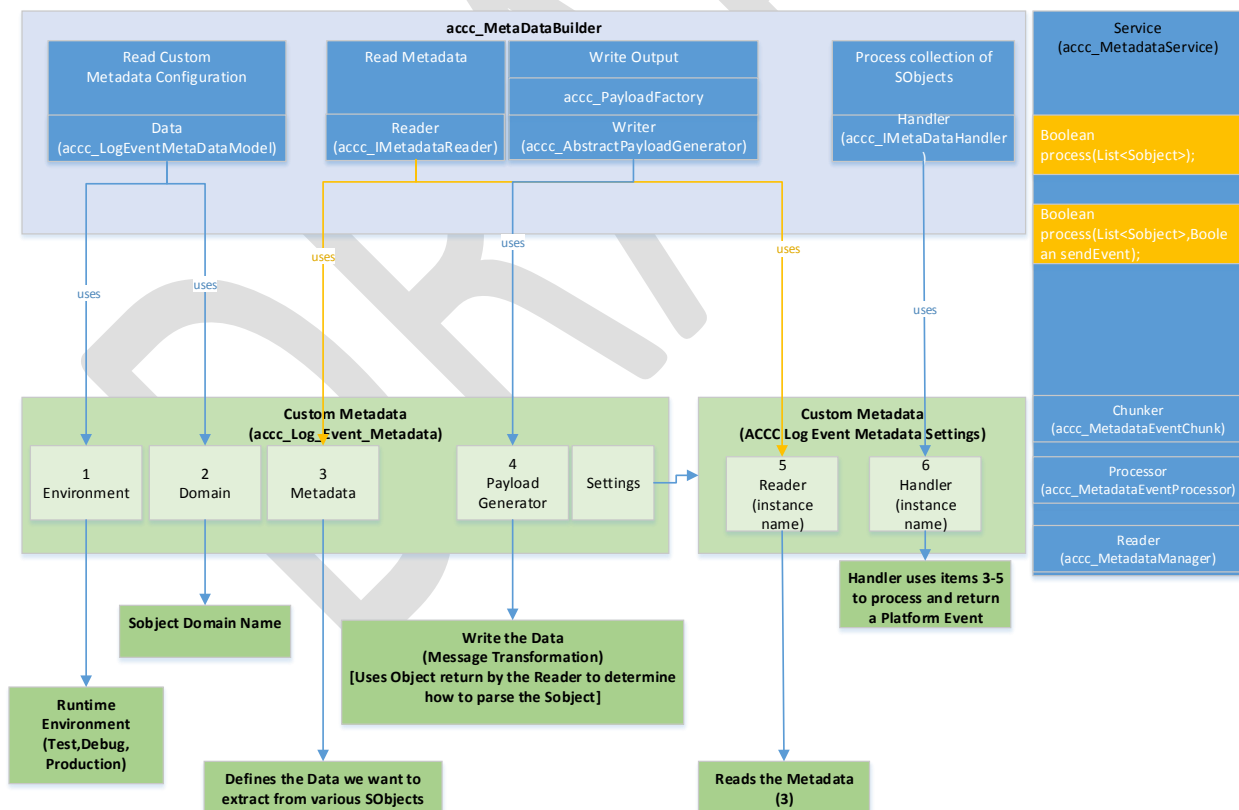 accc_MetaDataBuilder
Read Custom
Metadata Configuration
Data
(accc_LogEventMetaDataModel)
Read Metadata
Reader
(accc_IMetadataReader)
Write Output
accc_PayloadFactory
Writer
(accc_AbstractPayloadGenerator)
Process collection of
SObjects
Handler
(accc_IMetaDataHandler
)
Service
(accc_MetadataService)
Boolean
process(List<Sobject>);
Boolean
process(List<Sobject>,Boole
an sendEvent);
Chunker
(accc_MetadataEventChunk)
Processor
(accc_MetadataEventProcessor)
Reader
(accc_MetadataManager)
uses
uses
uses
uses
uses
uses
Custom Metadata
(accc_Log_Event_Metadata)
1
Environment
2
Domain
3
Metadata
4
Payload
Generator
Settings
Custom Metadata
(ACCC Log Event Metadata Settings)
5
Reader
(instance
name)
6
Handler
(instance
name)
Handler uses items 3-5
to process and return
a Platform Event
Sobject Domain Name
Write the Data
(Message Transformation)
[Uses Object return by the Reader to determine
how to parse the Sobject]
Runtime
Environment
(Test,Debug,
Production)
Defines the Data we want to
extract from various SObjects
Reads the Metadata
(3)